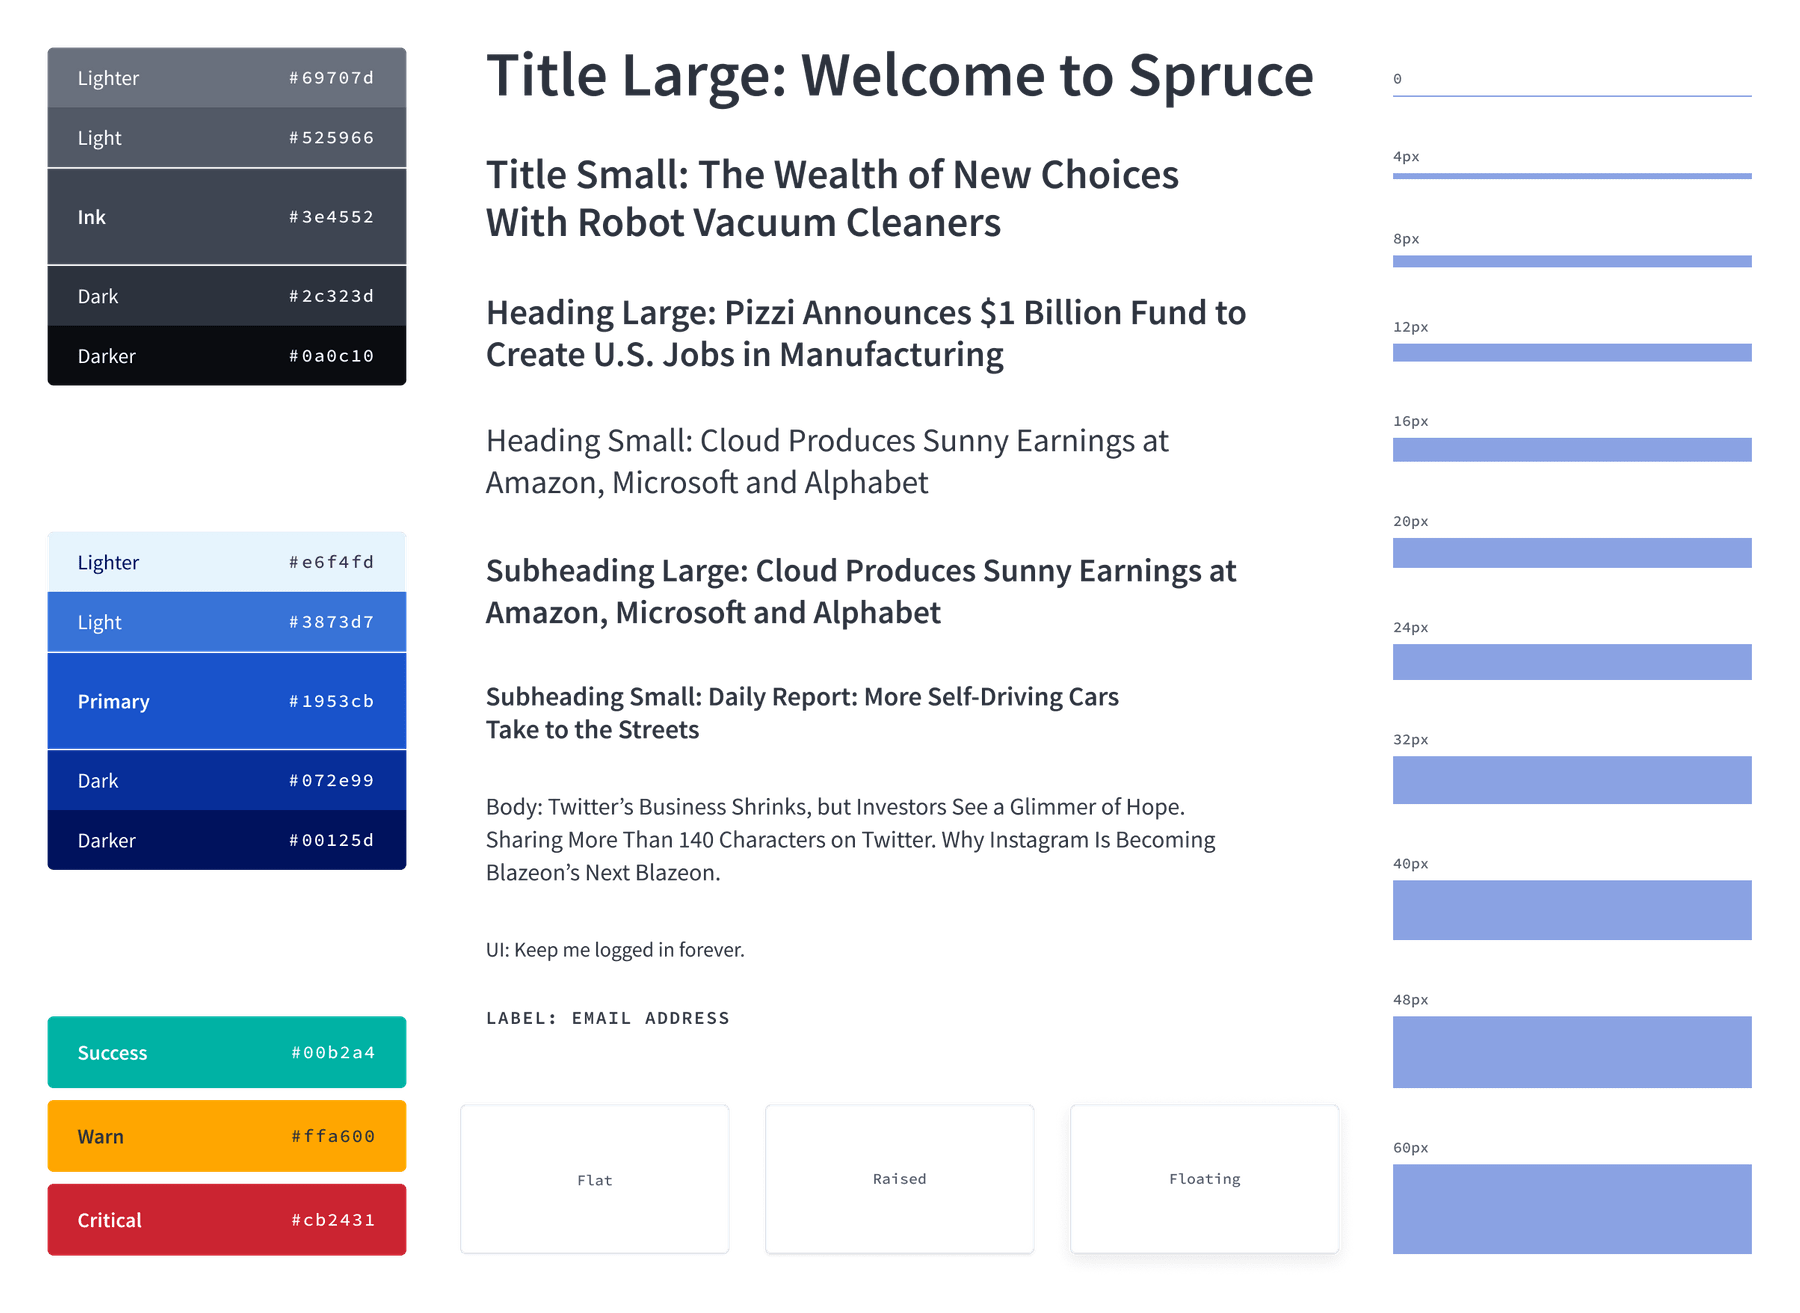 Lighter #69707d
Light #525966
Ink #3e4552
Dark #2c323d
Darker #0a0c10
Lighter #e6f4fd
Light #3873d7
Primary #1953cb
Dark #072e99
Darker #00125d
Success #00b2a4
Warn #ffa600
Critical #cb2431
Title Large: Welcome to Spruce
Title Small: The Wealth of New Choices
With Robot Vacuum Cleaners
Heading Large: Pizzi Announces $1 Billion Fund to
Create U.S. Jobs in Manufacturing
Heading Small: Cloud Produces Sunny Earnings at
Amazon, Microsoft and Alphabet
Subheading Large: Cloud Produces Sunny Earnings at
Amazon, Microsoft and Alphabet
Subheading Small: Daily Report: More Self-Driving Cars
Take to the Streets
Body: Twitter’s Business Shrinks, but Investors See a Glimmer of Hope.
Sharing More Than 140 Characters on Twitter. Why Instagram Is Becoming
Blazeon’s Next Blazeon.
UI: Keep me logged in forever.
LABEL: EMAIL ADDRESS
Flat
Raised
Floating
0
4px
8px
12px
16px
20px
24px
32px
40px
48px
60px